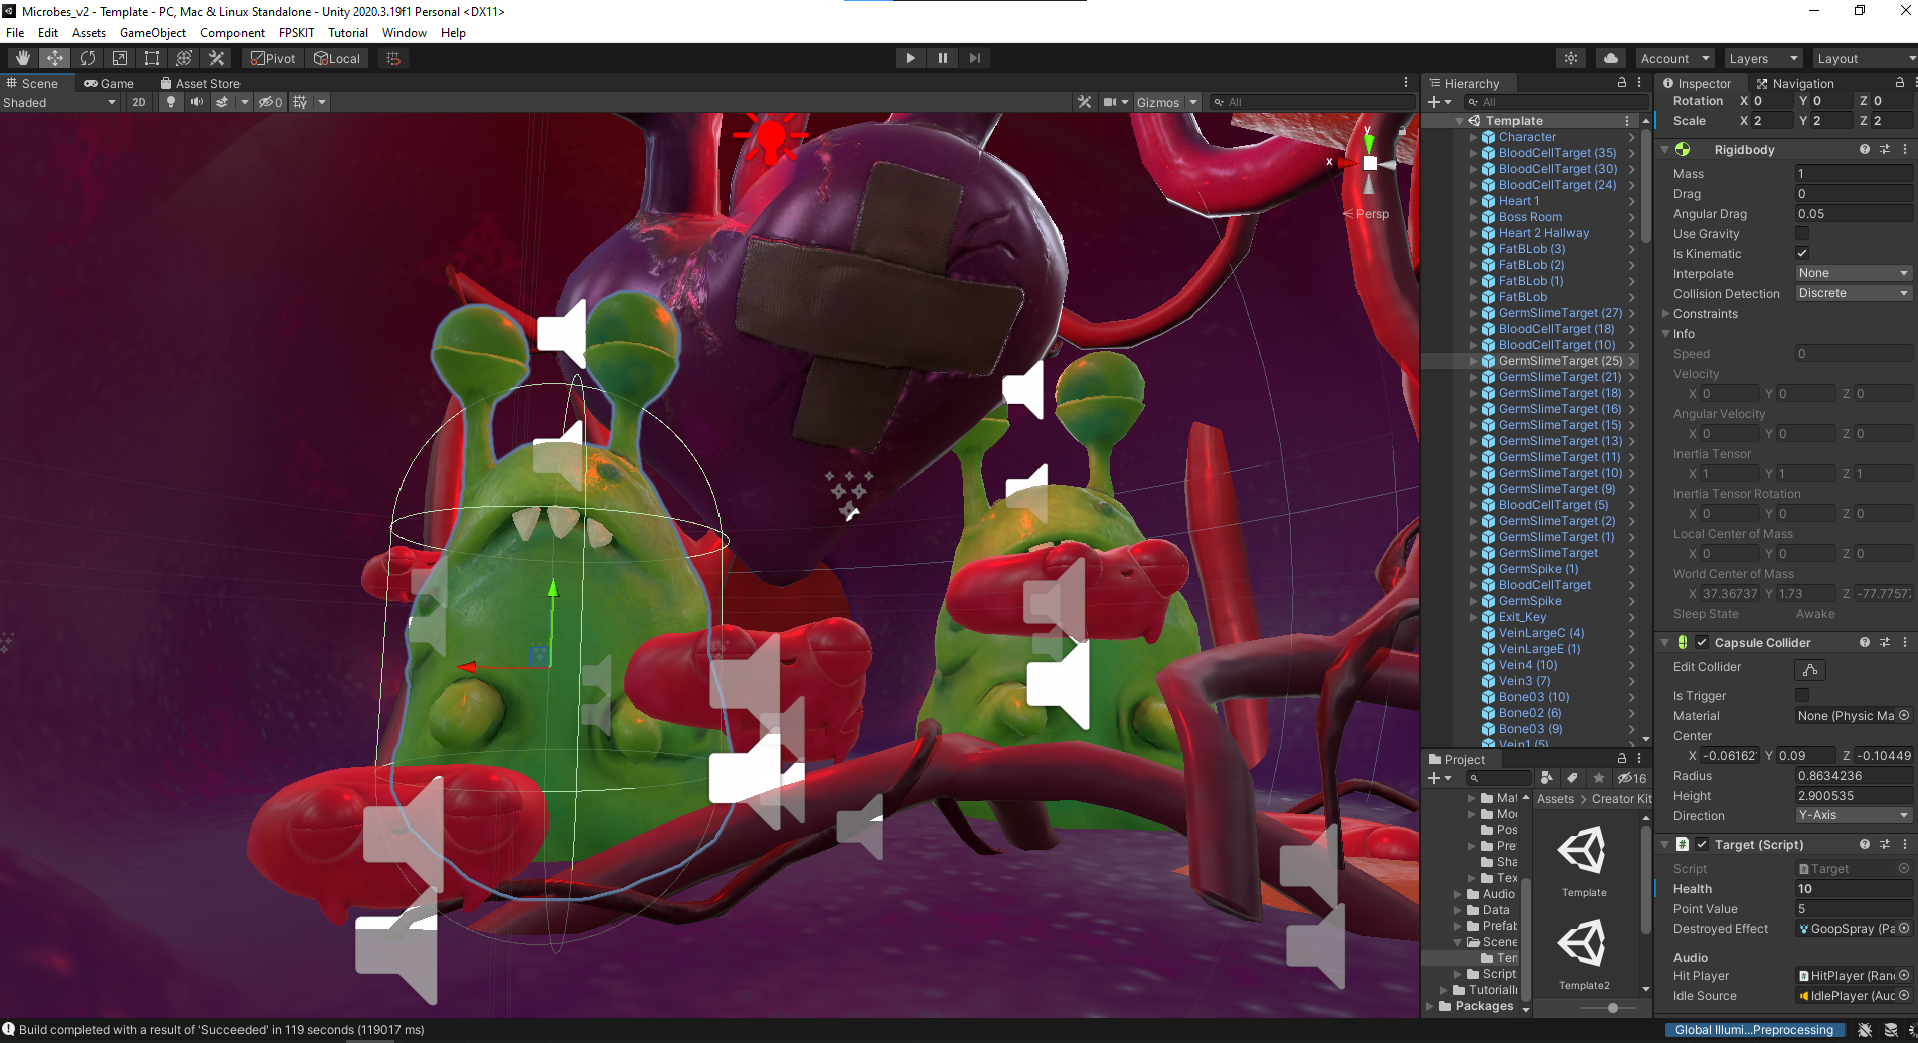 Microbes_v2 - Template - PC, Mac & Linux Standalone - Unity 2020.3.19f1 Personal <DX11>
File Edit Assets GameObject Component FPSKIT Tutorial Window Help
Pivot Local Account Layers Layout
Scene Game Asset Store
Shaded 2D 0 Gizmos All
y
x
Persp
Hierarchy
All
Template
Character
BloodCellTarget (35)
BloodCellTarget (30)
BloodCellTarget (24)
Heart 1
Boss Room
Heart 2 Hallway
FatBLob (3)
FatBLob (2)
FatBLob (1)
FatBLob
GermSlimeTarget (27)
BloodCellTarget (18)
BloodCellTarget (10)
GermSlimeTarget (25)
GermSlimeTarget (21)
GermSlimeTarget (18)
GermSlimeTarget (16)
GermSlimeTarget (15)
GermSlimeTarget (13)
GermSlimeTarget (11)
GermSlimeTarget (10)
GermSlimeTarget (9)
BloodCellTarget (5)
GermSlimeTarget (2)
GermSlimeTarget (1)
GermSlimeTarget
GermSpike (1)
BloodCellTarget
GermSpike
Exit_Key
VeinLargeC (4)
VeinLargeE (1)
Vein4 (10)
Vein3 (7)
Bone03 (10)
Bone02 (6)
Bone03 (9)
Vein1 (5)
Project
16
Mat
Mod
Pos
Pre
Sha
Tex
Audio
Data
Prefab
Scene
Tem
Script
TutorialI
Packages
Assets > Creator Kit
Template
Template2
Inspector Navigation
Rotation X 0 Y 0 Z 0
Scale X 2 Y 2 Z 2
Rigidbody
Mass 1
Drag 0
Angular Drag 0.05
Use Gravity
Is Kinematic
Interpolate None
Collision Detection Discrete
Constraints
Info
Speed 0
Velocity
X 0 Y 0 Z 0
Angular Velocity
X 0 Y 0 Z 0
Inertia Tensor
X 1 Y 1 Z 1
Inertia Tensor Rotation
X 0 Y 0 Z 0
Local Center of Mass
X 0 Y 0 Z 0
World Center of Mass
X 37.36737 Y 1.73 Z -77.77577
Sleep State Awake
Capsule Collider
Edit Collider
Is Trigger
Material None (Physic Ma
Center
X -0.06162 Y 0.09 Z -0.10449
Radius 0.8634236
Height 2.900535
Direction Y-Axis
Target (Script)
Script Target
Health 10
Point Value 5
Destroyed Effect GoopSpray (Pa
Audio
Hit Player HitPlayer (Ran
Idle Source IdlePlayer (Auc
Build completed with a result of 'Succeeded' in 119 seconds (119017 ms)
Global Illumi...Preprocessing